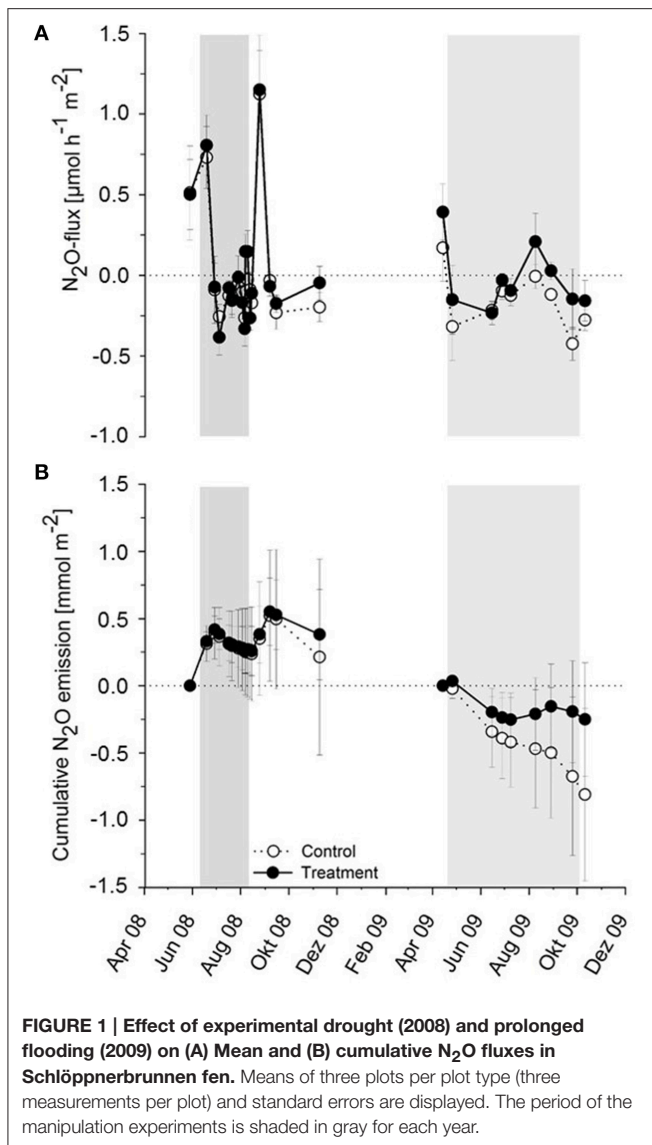 A
N₂O-flux [µmol h⁻¹ m⁻²]
1.5
1.0
0.5
0.0
-0.5
-1.0
B
Cumulative N₂O emission [mmol m⁻²]
1.5
1.0
0.5
0.0
-0.5
-1.0
-1.5
Control
Treatment
Apr 08
Jun 08
Aug 08
Okt 08
Dez 08
Feb 09
Apr 09
Jun 09
Aug 09
Okt 09
Dez 09
FIGURE 1 | Effect of experimental drought (2008) and prolonged
flooding (2009) on (A) Mean and (B) cumulative N₂O fluxes in
Schlöppnerbrunnen fen. Means of three plots per plot type (three
measurements per plot) and standard errors are displayed. The period of the
manipulation experiments is shaded in gray for each year.